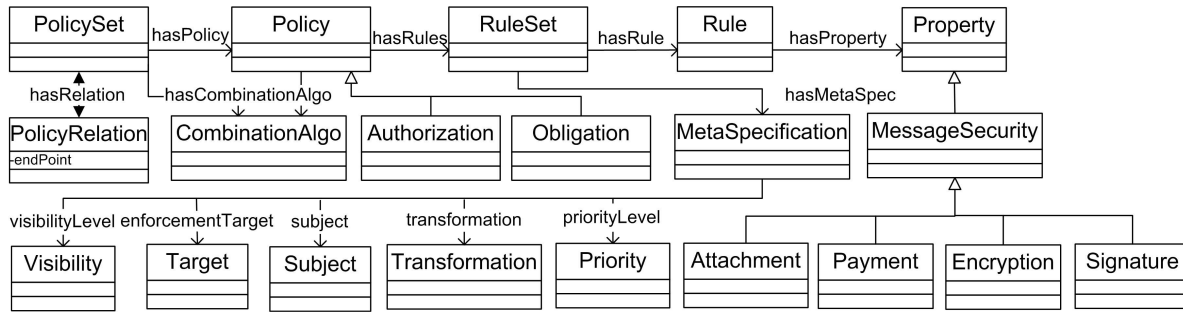 PolicySet
hasPolicy
Policy
hasRules
RuleSet
hasRule
Rule
hasProperty
Property
hasRelation
hasCombinationAlgo
hasMetaSpec
PolicyRelation
-endPoint
CombinationAlgo
Authorization
Obligation
MetaSpecification
MessageSecurity
visibilityLevel
enforcementTarget
subject
transformation
priorityLevel
Visibility
Target
Subject
Transformation
Priority
Attachment
Payment
Encryption
Signature